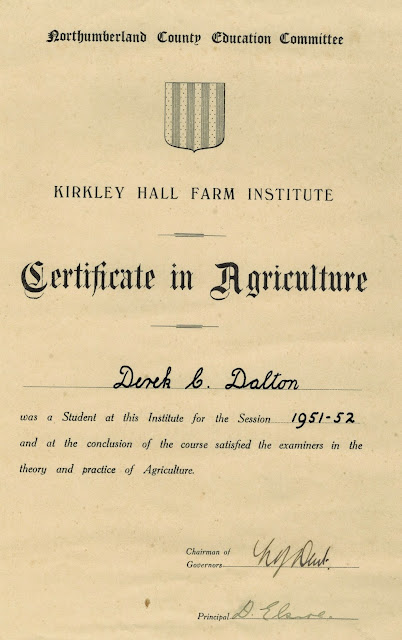 Northumberland County Education Committee
KIRKLEY HALL FARM INSTITUTE
Certificate in Agriculture
Derek C. Dalton
was a Student at this Institute for the Session 1951-52
and at the conclusion of the course satisfied the examiners in the
theory and practice of Agriculture.
Chairman of
Governors
Principal D.